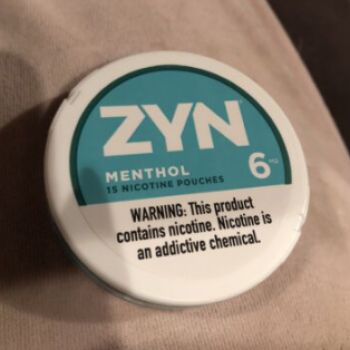 ZYN
MENTHOL
15 NICOTINE POUCHES
6 MG
WARNING: This product
contains nicotine. Nicotine is
an addictive chemical.